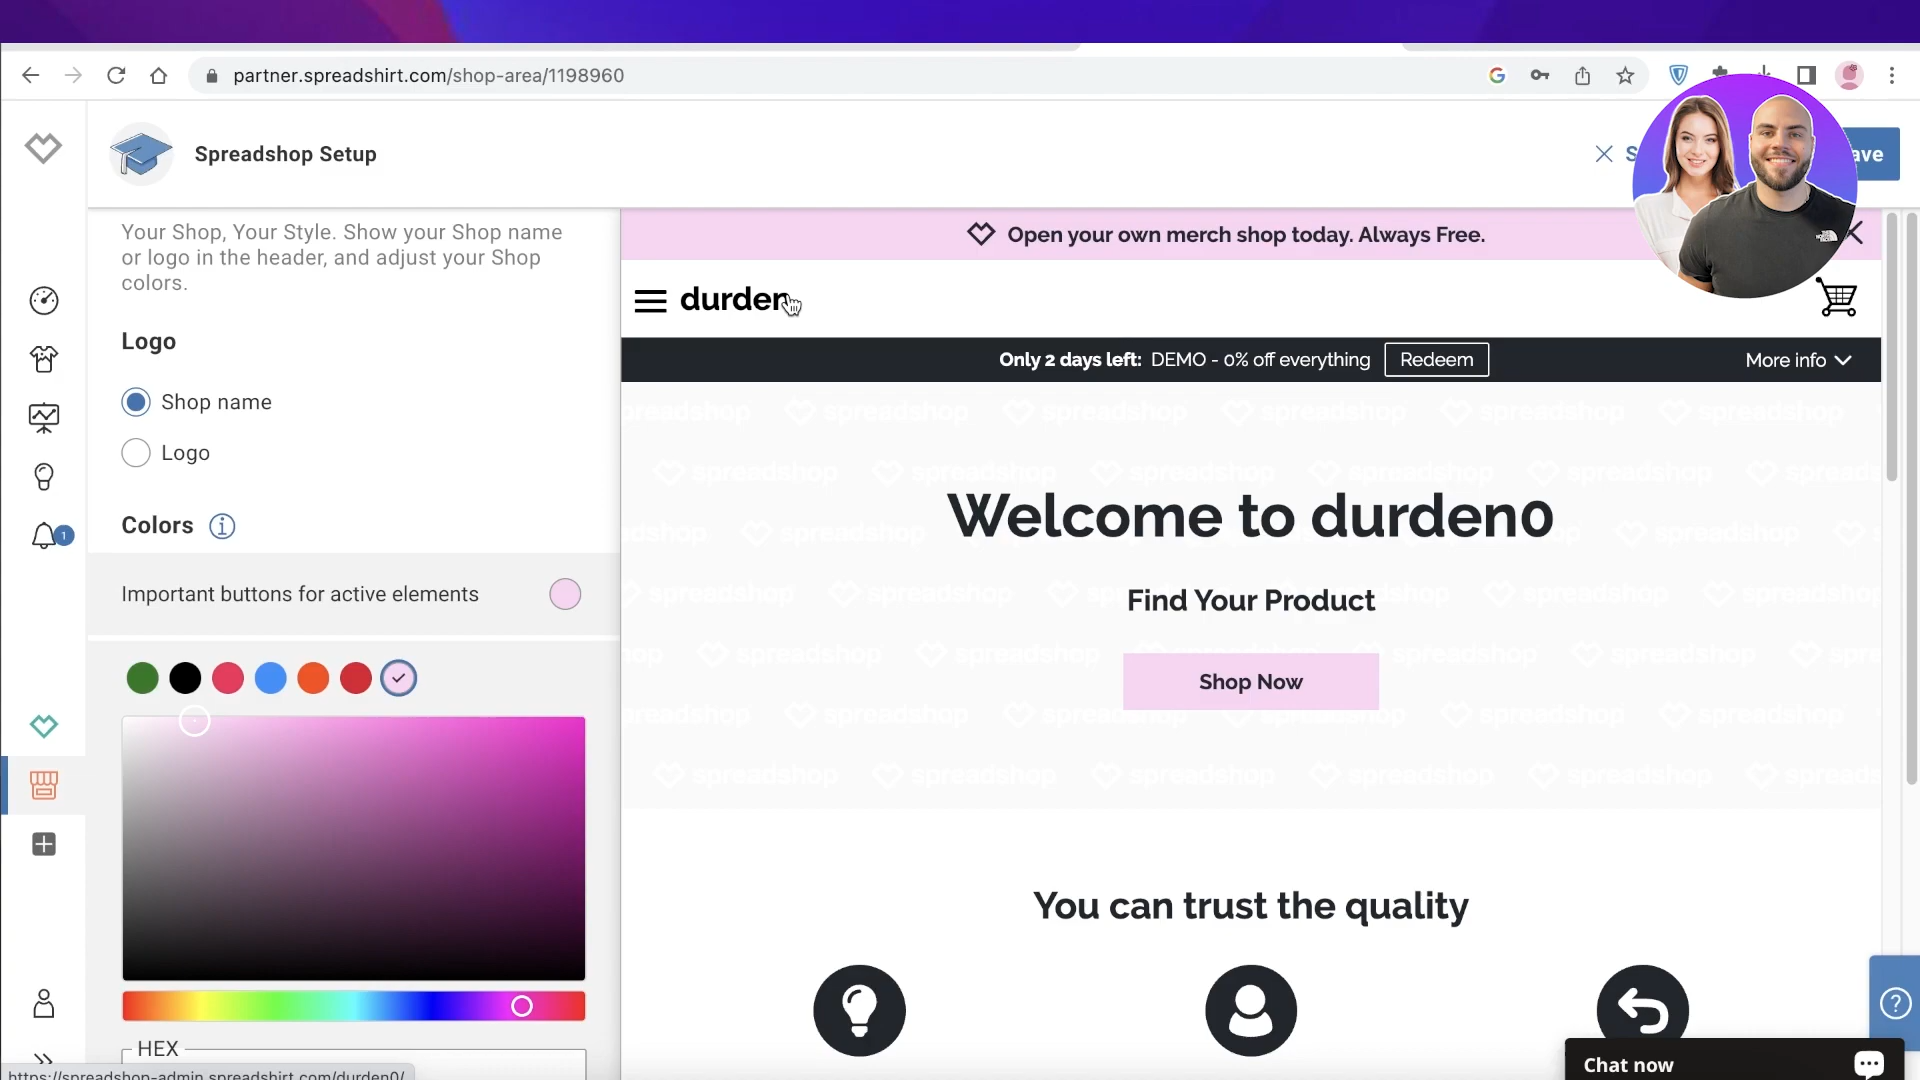 partner.spreadshirt.com/shop-area/1198960
Spreadshop Setup
Your Shop, Your Style. Show your Shop name
or logo in the header, and adjust your Shop
colors.
Logo
Shop name
Logo
Colors
Important buttons for active elements
HEX
1
Open your own merch shop today. Always Free.
durden
Only 2 days left: DEMO - 0% off everything
Redeem
More info
spreadshop
Welcome to durden0
Find Your Product
Shop Now
You can trust the quality
Chat now
https://spreadshop-admin.spreadshirt.com/durden0/